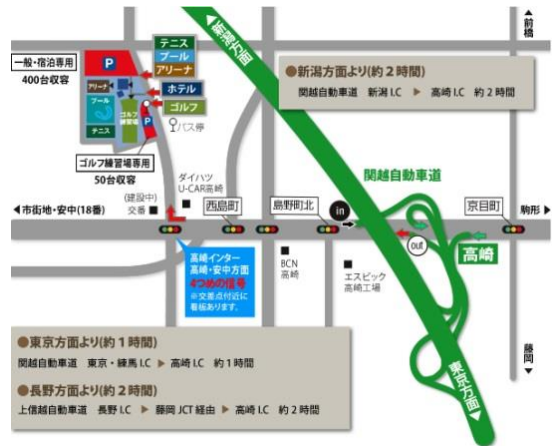 新潟方面
前橋
テニス
プール
アリーナ
一般・宿泊専用
400台収容
P
ホテル
ゴルフ
アリーナ
プール
ゴルフ
練習場
テニス
P
バス停
ゴルフ練習場専用
50台収容
●新潟方面より(約2時間)
関越自動車道 新潟I.C ▶ 高崎I.C 約2時間
ダイハツ
U-CAR高崎
(建設中)
交番
西島町
島野町北
in
関越自動車道
京目町
◀市街地・安中(18番)
駒形▶
out
高崎
高崎インター
高崎・安中方面
4つめの信号
※交差点付近に
看板あります。
BCN
高崎
エスビック
高崎工場
●東京方面より(約1時間)
関越自動車道 東京・練馬I.C ▶ 高崎I.C 約1時間
●長野方面より(約2時間)
上信越自動車道 長野I.C ▶ 藤岡JCT経由 ▶ 高崎I.C 約2時間
東京方面
藤岡